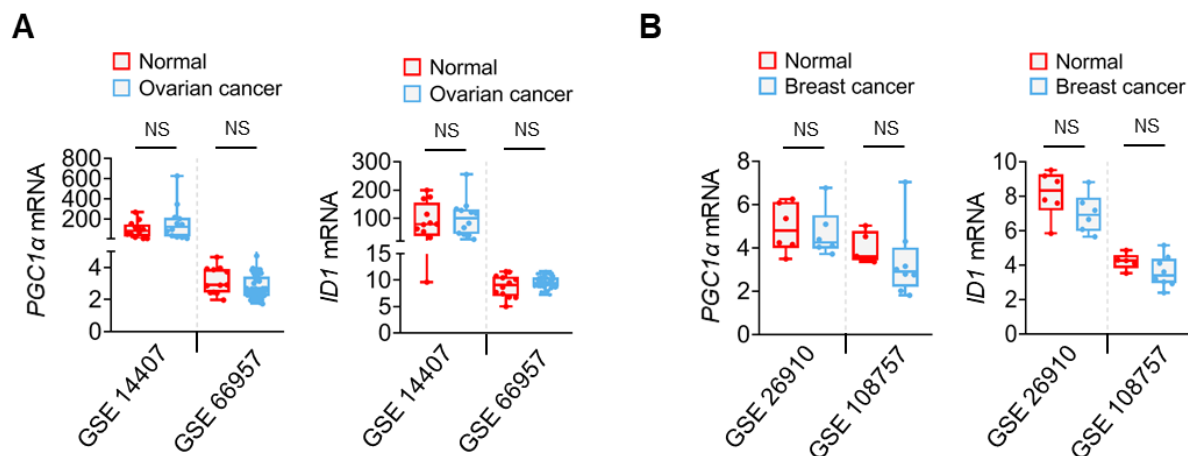 A
Normal
Ovarian cancer
NS
NS
PGC1α mRNA
800
600
400
200
4
2
0
GSE 14407
GSE 66957
Normal
Ovarian cancer
NS
NS
ID1 mRNA
300
200
100
15
10
5
0
GSE 14407
GSE 66957
B
Normal
Breast cancer
NS
NS
PGC1α mRNA
8
6
4
2
0
GSE 26910
GSE 108757
Normal
Breast cancer
NS
NS
ID1 mRNA
10
8
6
4
2
0
GSE 26910
GSE 108757